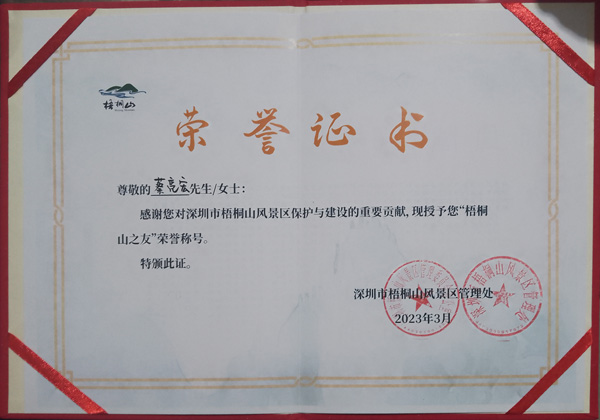 梧桐山
荣誉证书
尊敬的蔡亮宏先生/女士：
感谢您对深圳市梧桐山风景区保护与建设的重要贡献，现授予您“梧桐
山之友”荣誉称号。
特颁此证。
深圳市梧桐山风景区管理处
2023年3月